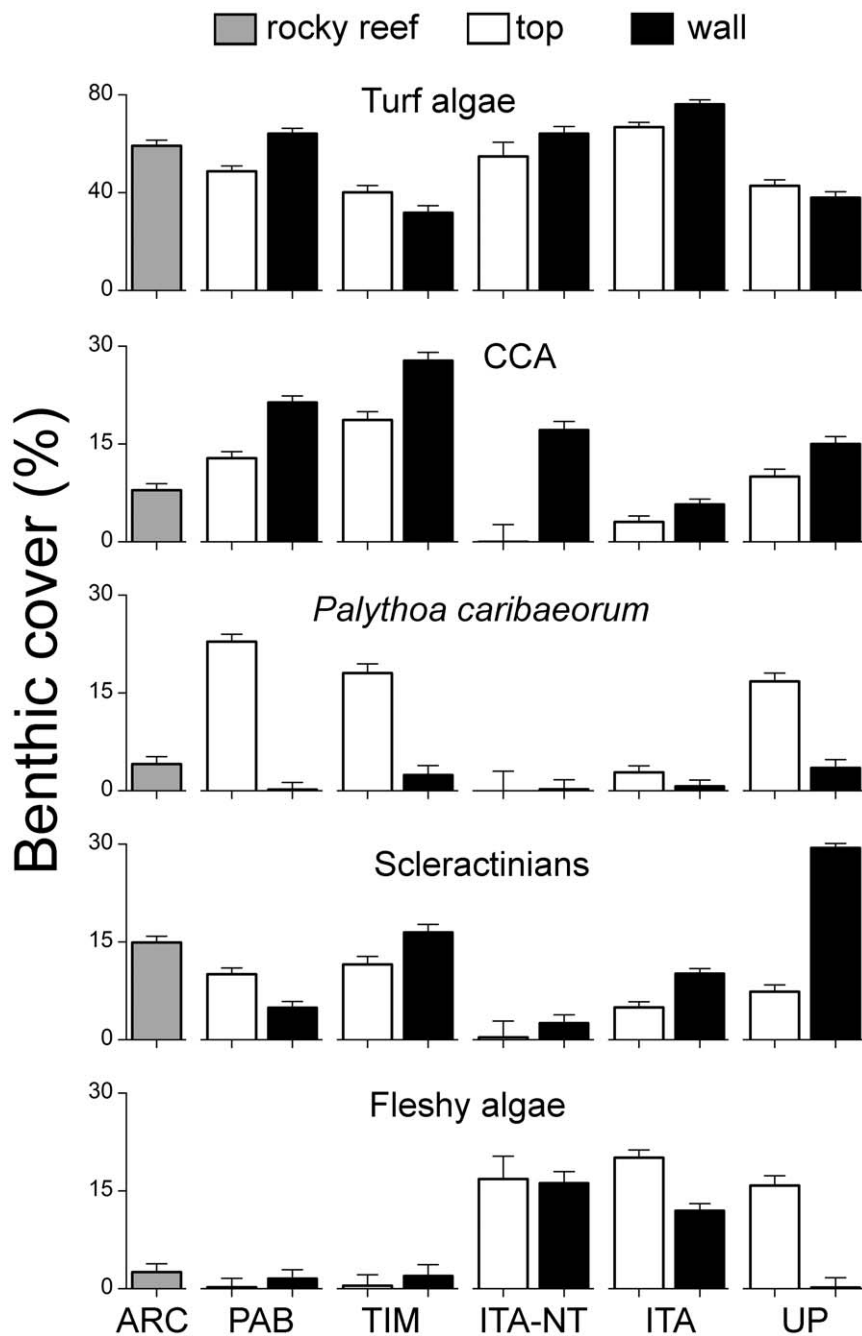 rocky reef top wall
Turf algae
80
40
0
CCA
30
15
0
Palythoa caribaeorum
30
15
0
Scleractinians
30
15
0
Fleshy algae
30
15
0
Benthic cover (%)
ARC PAB TIM ITA-NT ITA UP